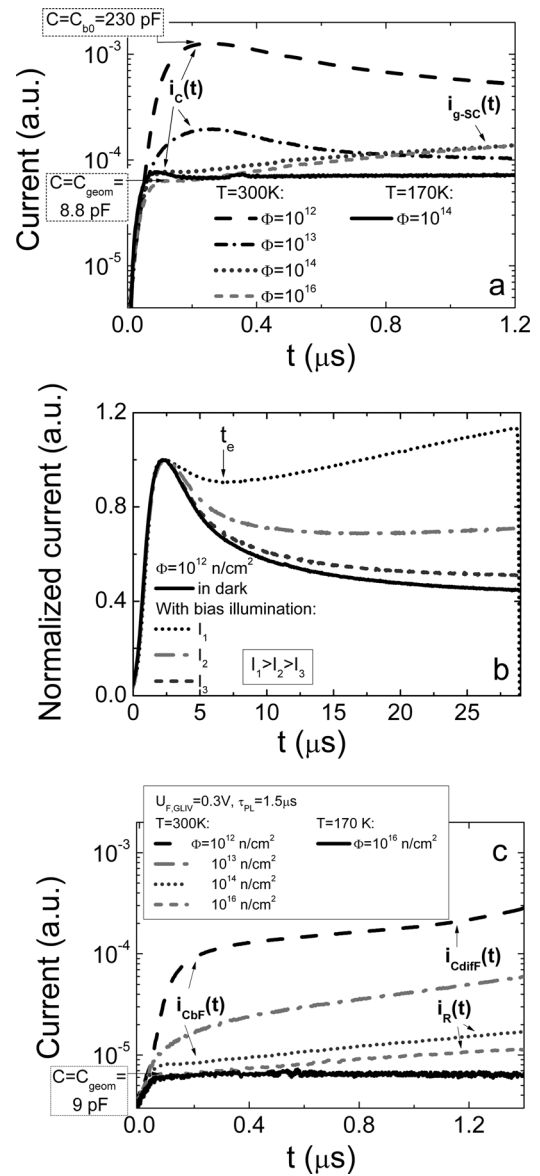 C=C_b0=230 pF
10^-3
i_C(t)
i_g-SC(t)
10^-4
C=C_geom=
8.8 pF
T=300K: T=170K:
Φ=10^12 Φ=10^14
Φ=10^13
Φ=10^14
Φ=10^16
10^-5
Current (a.u.)
a
0.0 0.4 0.8 1.2
t (μs)
1.2
t_e
0.8
Φ=10^12 n/cm^2
in dark
With bias illumination:
0.4
I_1
I_2
I_1>I_2>I_3
I_3
b
0.0
Normalized current (a.u.)
0 5 10 15 20 25
t (μs)
U_F,GLIV=0.3V, τ_PL=1.5μs
T=300K: T=170 K:
Φ=10^12 n/cm^2 Φ=10^16 n/cm^2
10^13 n/cm^2
10^14 n/cm^2
10^16 n/cm^2
c
10^-3
10^-4
i_CdifF(t)
i_CbF(t)
i_R(t)
10^-5
C=C_geom=
9 pF
Current (a.u.)
0.0 0.4 0.8 1.2
t (μs)